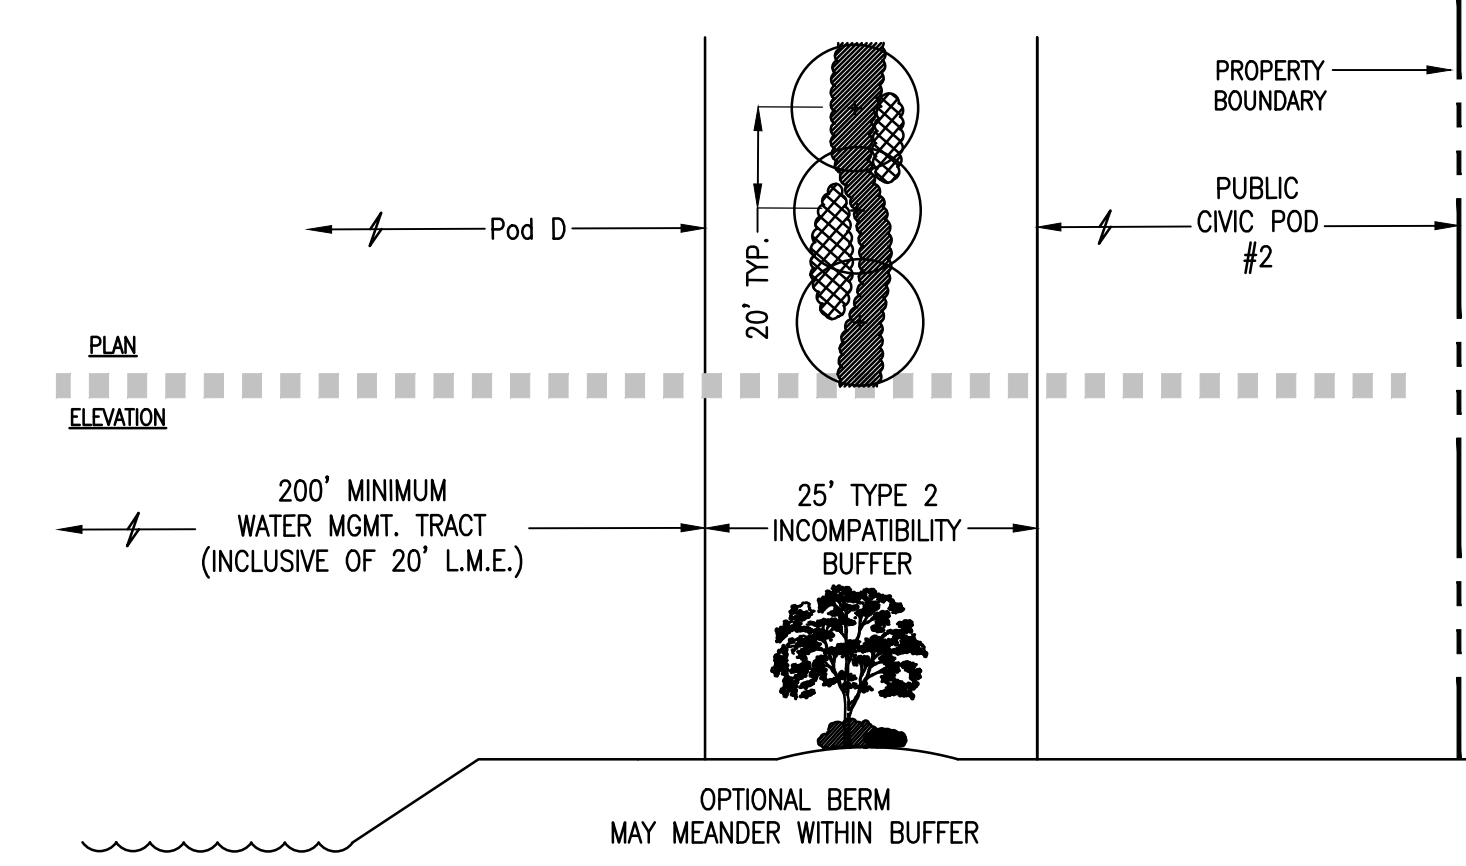 PROPERTY
BOUNDARY
Pod D
20' TYP.
PUBLIC
CIVIC POD
#2
PLAN
ELEVATION
200' MINIMUM
WATER MGMT. TRACT
(INCLUSIVE OF 20' L.M.E.)
25' TYPE 2
INCOMPATIBILITY
BUFFER
OPTIONAL BERM
MAY MEANDER WITHIN BUFFER